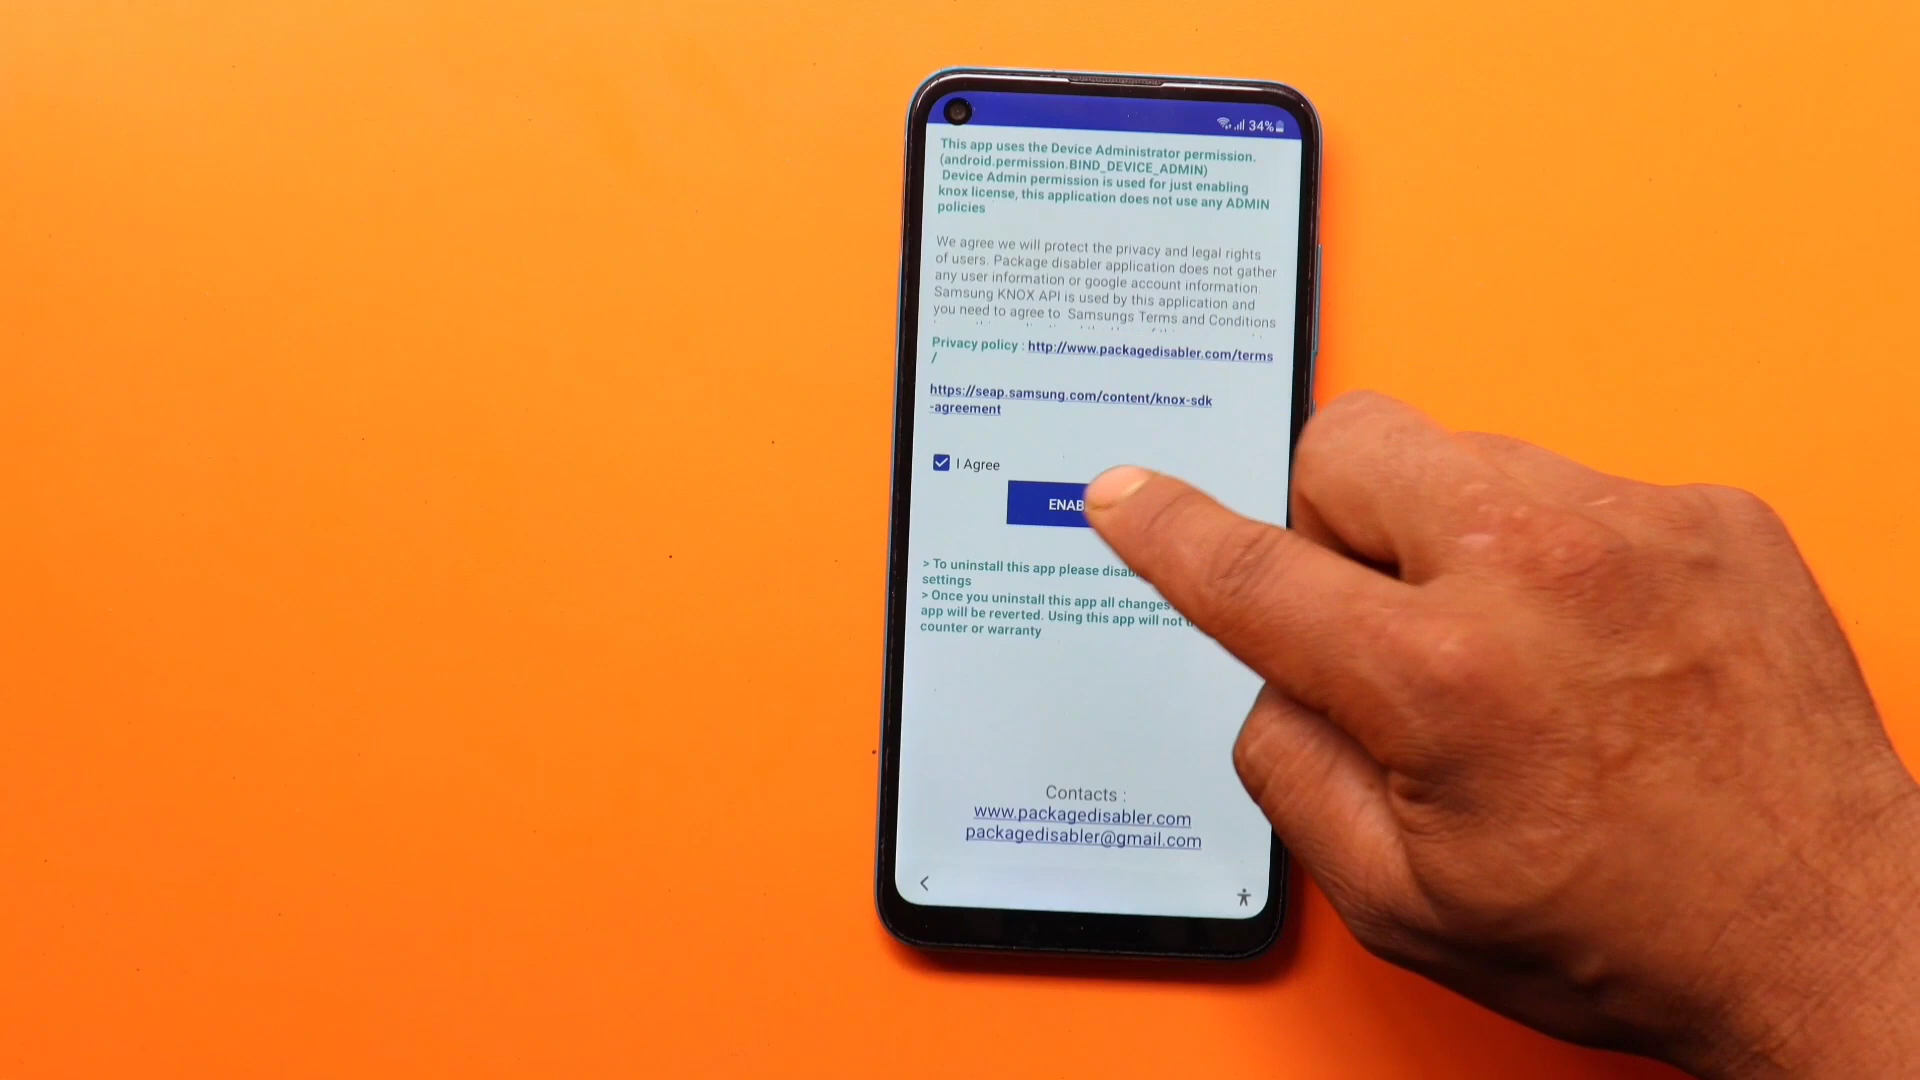 34%
This app uses the Device Administrator permission.
(android.permission.BIND_DEVICE_ADMIN)
Device Admin permission is used for just enabling
knox license, this application does not use any ADMIN
policies
We agree we will protect the privacy and legal rights
of users. Package disabler application does not gather
any user information or google account information.
Samsung KNOX API is used by this application and
you need to agree to Samsungs Terms and Conditions
Privacy policy : http://www.packagedisabler.com/terms
/
https://seap.samsung.com/content/knox-sdk
-agreement
I Agree
ENAB
> To uninstall this app please disab
settings
> Once you uninstall this app all changes
app will be reverted. Using this app will not
counter or warranty
Contacts :
www.packagedisabler.com
packagedisabler@gmail.com